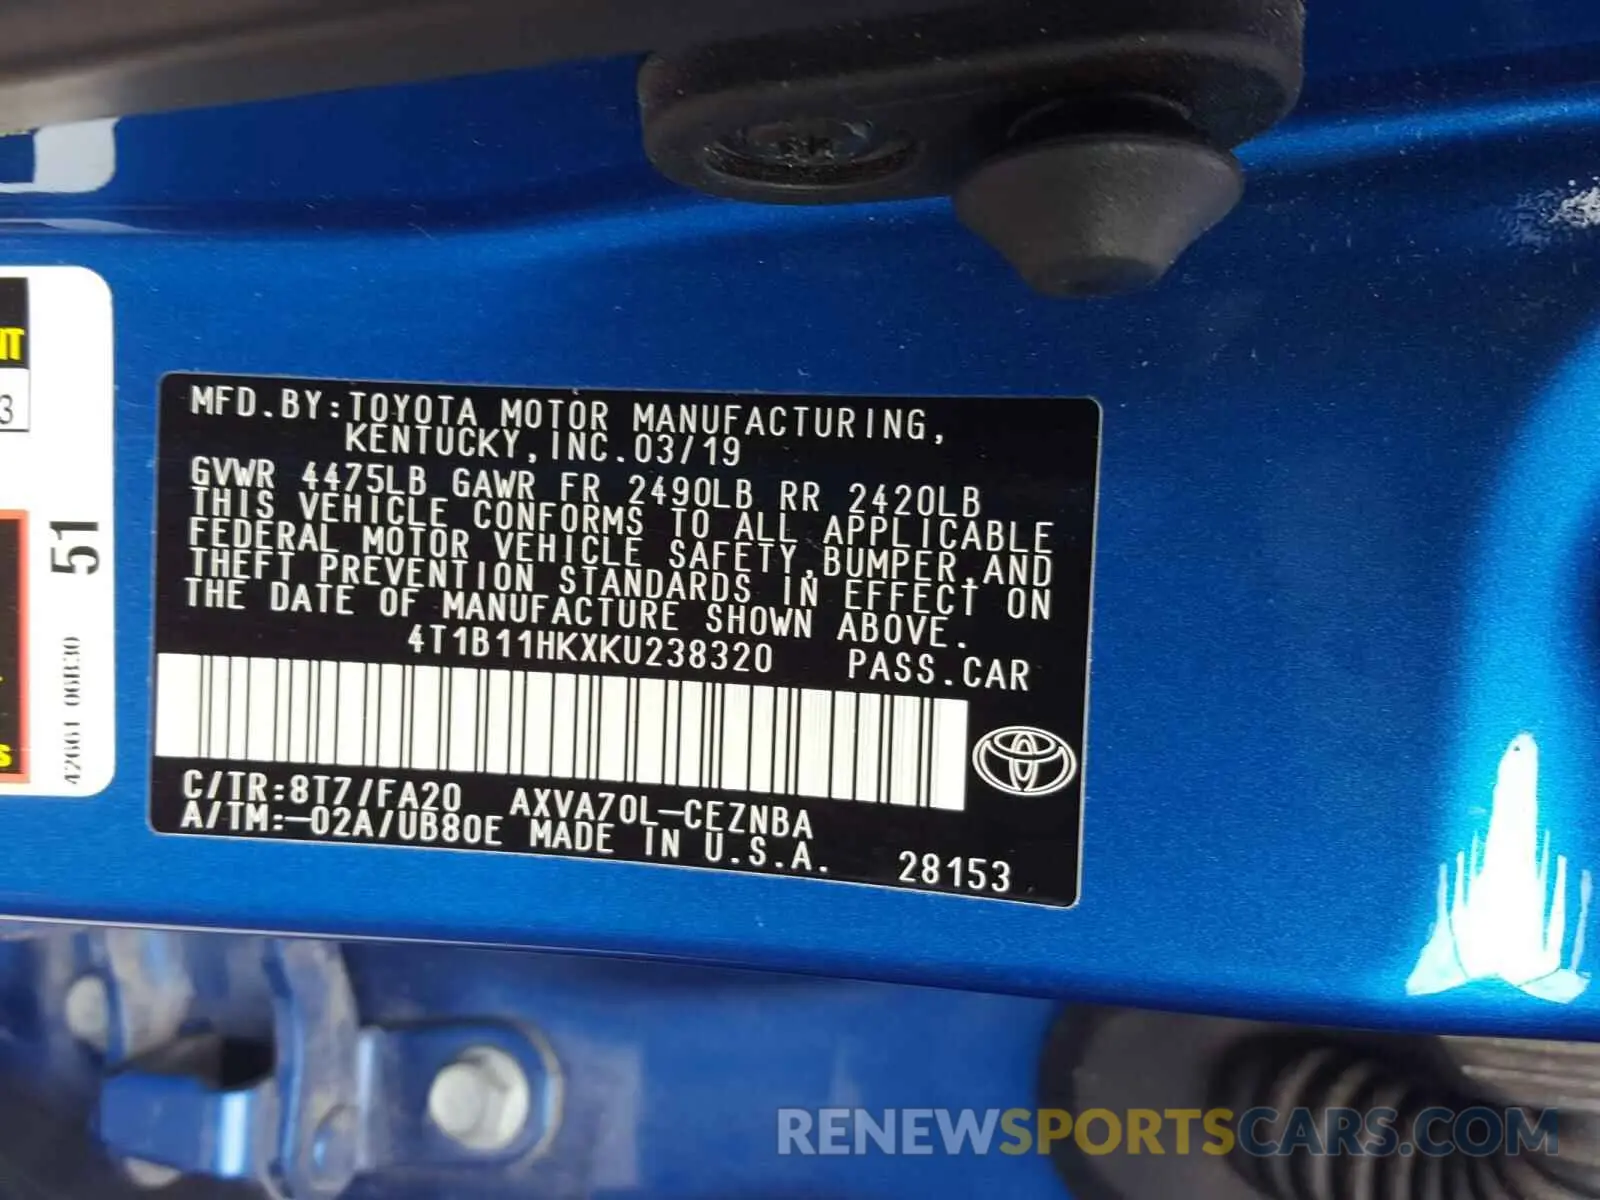 MFD.BY:TOYOTA MOTOR MANUFACTURING,
KENTUCKY,INC.03/19
GVWR 4475LB GAWR FR 2490LB RR 2420LB
THIS VEHICLE CONFORMS TO ALL APPLICABLE
FEDERAL MOTOR VEHICLE SAFETY,BUMPER,AND
THEFT PREVENTION STANDARDS IN EFFECT ON
THE DATE OF MANUFACTURE SHOWN ABOVE.
4T1B11HKXKU238320 PASS.CAR
C/TR:8T7/FA20 AXVA70L-CEZNBA
A/TM:-02A/UB80E MADE IN U.S.A.
28153
51
42661 06B30
3
RENEWSPORTSCARS.COM